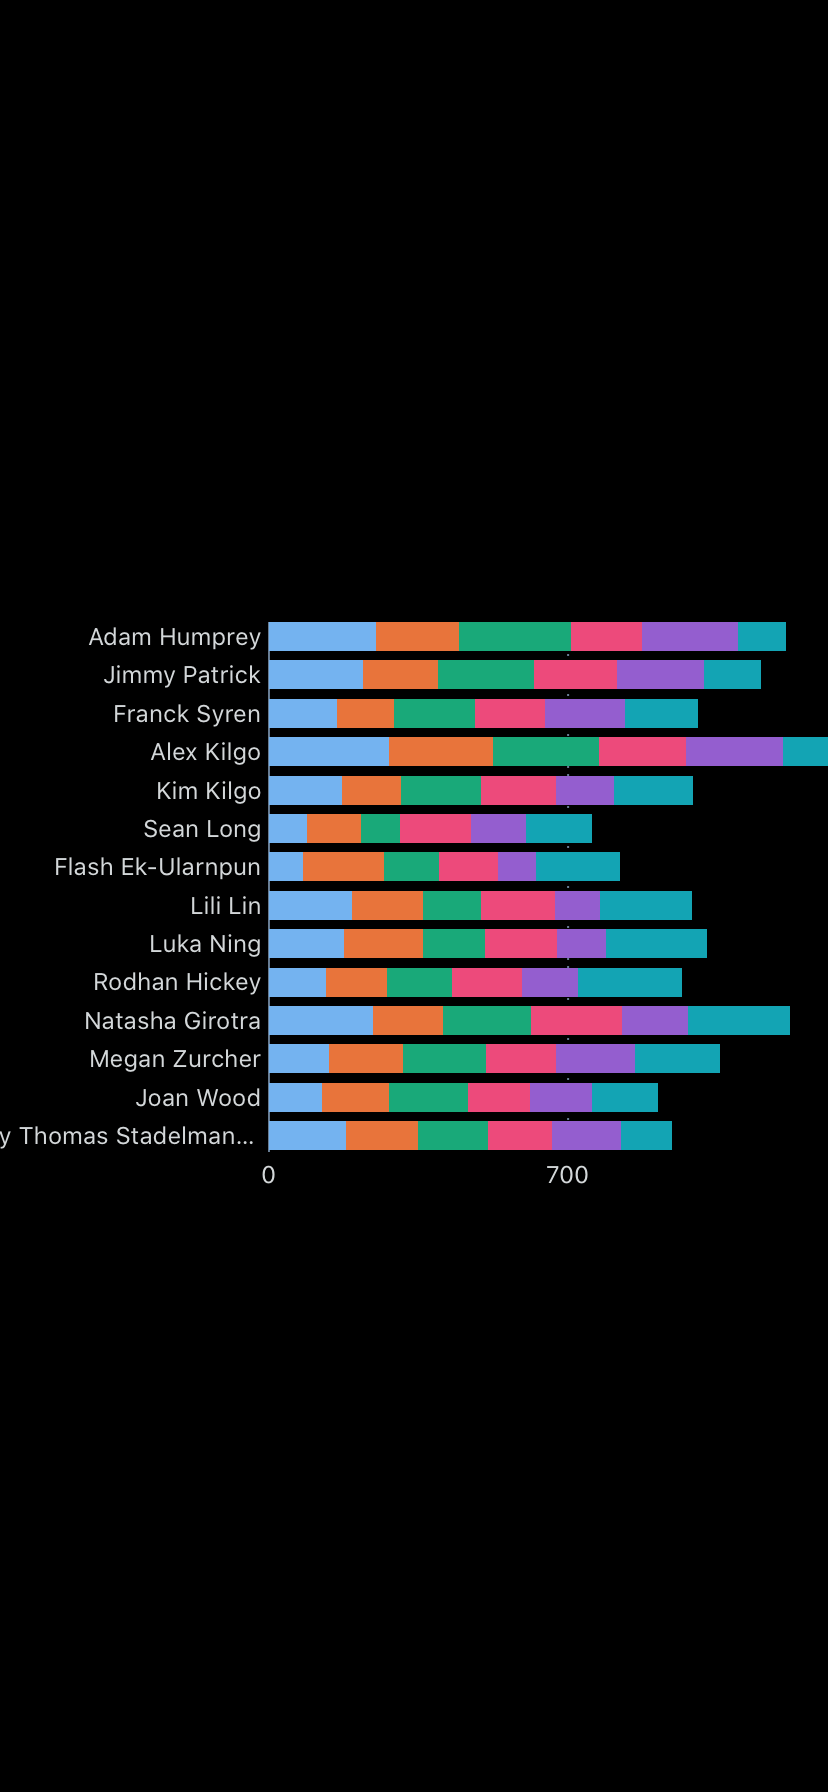 Adam Humprey
Jimmy Patrick
Franck Syren
Alex Kilgo
Kim Kilgo
Sean Long
Flash Ek-Ularnpun
Lili Lin
Luka Ning
Rodhan Hickey
Natasha Girotra
Megan Zurcher
Joan Wood
y Thomas Stadelman...
0 700